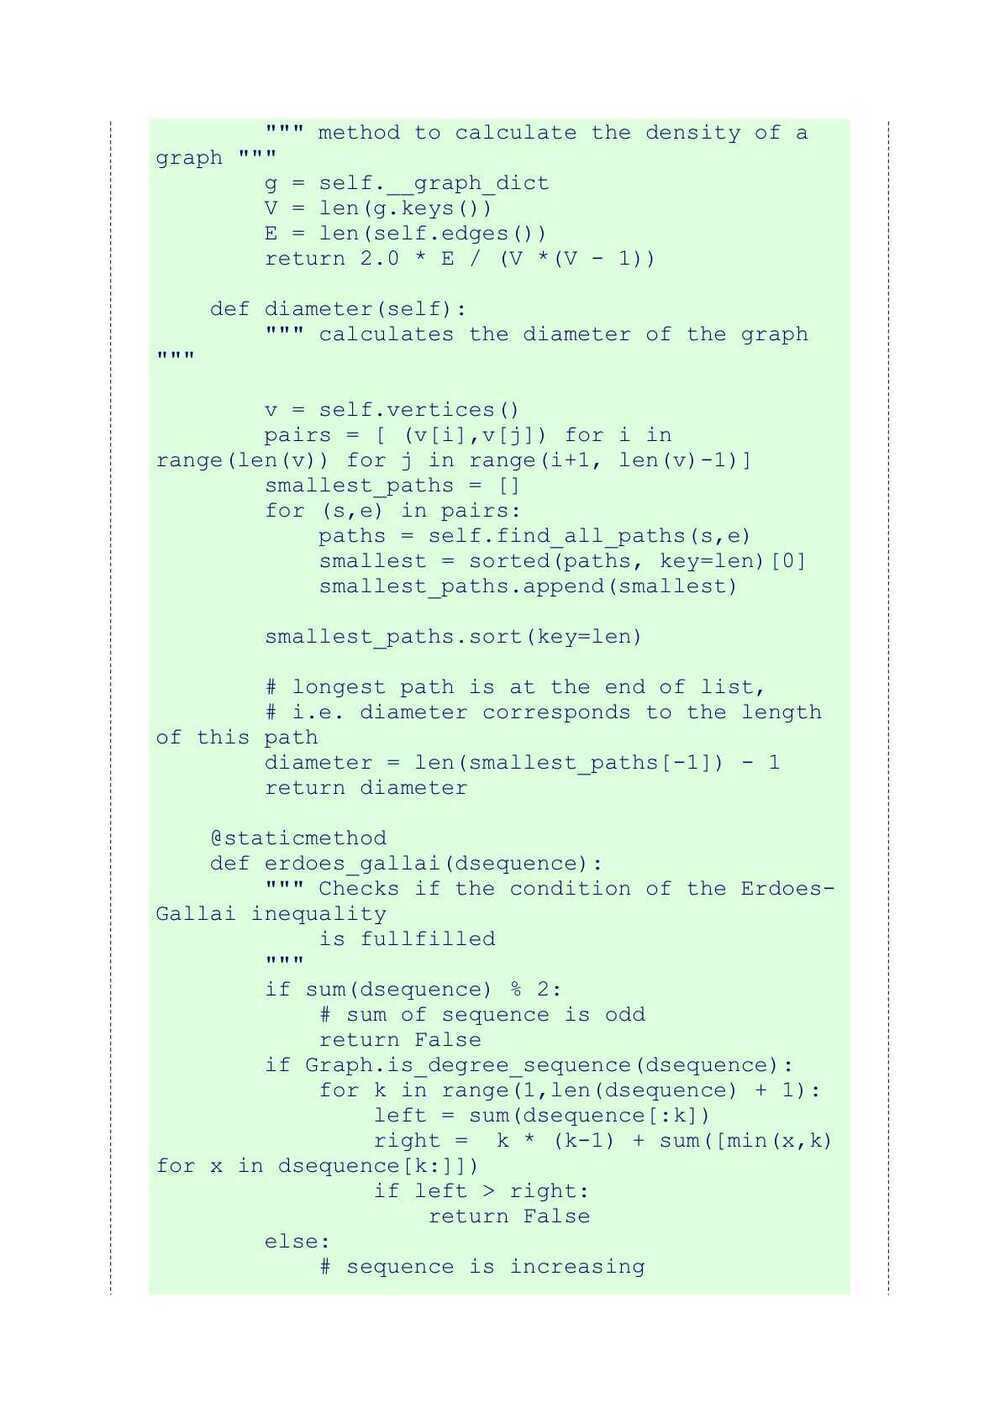 """ method to calculate the density of a
graph """
g = self.__graph_dict
V = len(g.keys())
E = len(self.edges())
return 2.0 * E / (V *(V - 1))
def diameter(self):
""" calculates the diameter of the graph
"""
v = self.vertices()
pairs = [ (v[i],v[j]) for i in
range(len(v)) for j in range(i+1, len(v)-1)]
smallest_paths = []
for (s,e) in pairs:
paths = self.find_all_paths(s,e)
smallest = sorted(paths, key=len)[0]
smallest_paths.append(smallest)
smallest_paths.sort(key=len)
# longest path is at the end of list,
# i.e. diameter corresponds to the length
of this path
diameter = len(smallest_paths[-1]) - 1
return diameter
@staticmethod
def erdoes_gallai(dsequence):
""" Checks if the condition of the Erdoes-
Gallai inequality
is fullfilled
"""
if sum(dsequence) % 2:
# sum of sequence is odd
return False
if Graph.is_degree_sequence(dsequence):
for k in range(1,len(dsequence) + 1):
left = sum(dsequence[:k])
right =  k * (k-1) + sum([min(x,k)
for x in dsequence[k:]])
if left > right:
return False
else:
# sequence is increasing